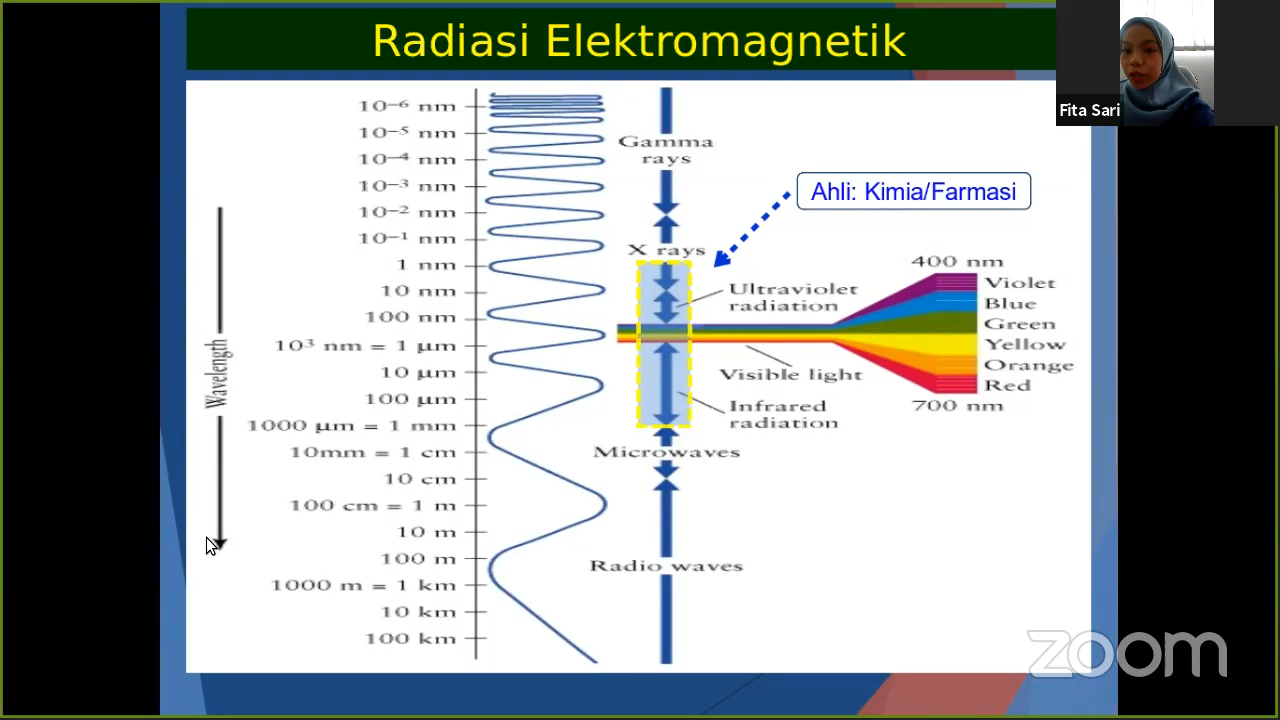 Radiasi Elektromagnetik
Fita Sari
10⁻⁶ nm
10⁻⁵ nm
10⁻⁴ nm
10⁻³ nm
10⁻² nm
10⁻¹ nm
1 nm
10 nm
100 nm
10³ nm = 1 µm
10 µm
100 µm
1000 µm = 1 mm
10mm = 1 cm
10 cm
100 cm = 1 m
10 m
100 m
1000 m = 1 km
10 km
100 km
Wavelength
Gamma
rays
X rays
Ahli: Kimia/Farmasi
Ultraviolet
radiation
Visible light
Infrared
radiation
Microwaves
Radio waves
400 nm
Violet
Blue
Green
Yellow
Orange
Red
700 nm
zoom